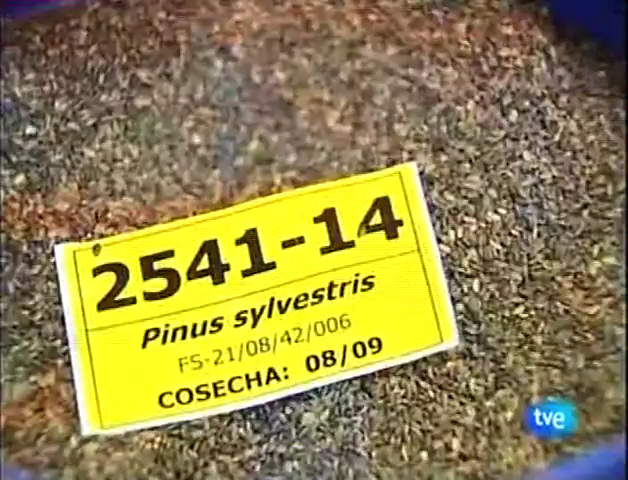 2541-14
Pinus sylvestris
FS-21/08/42/006
COSECHA: 08/09
tve